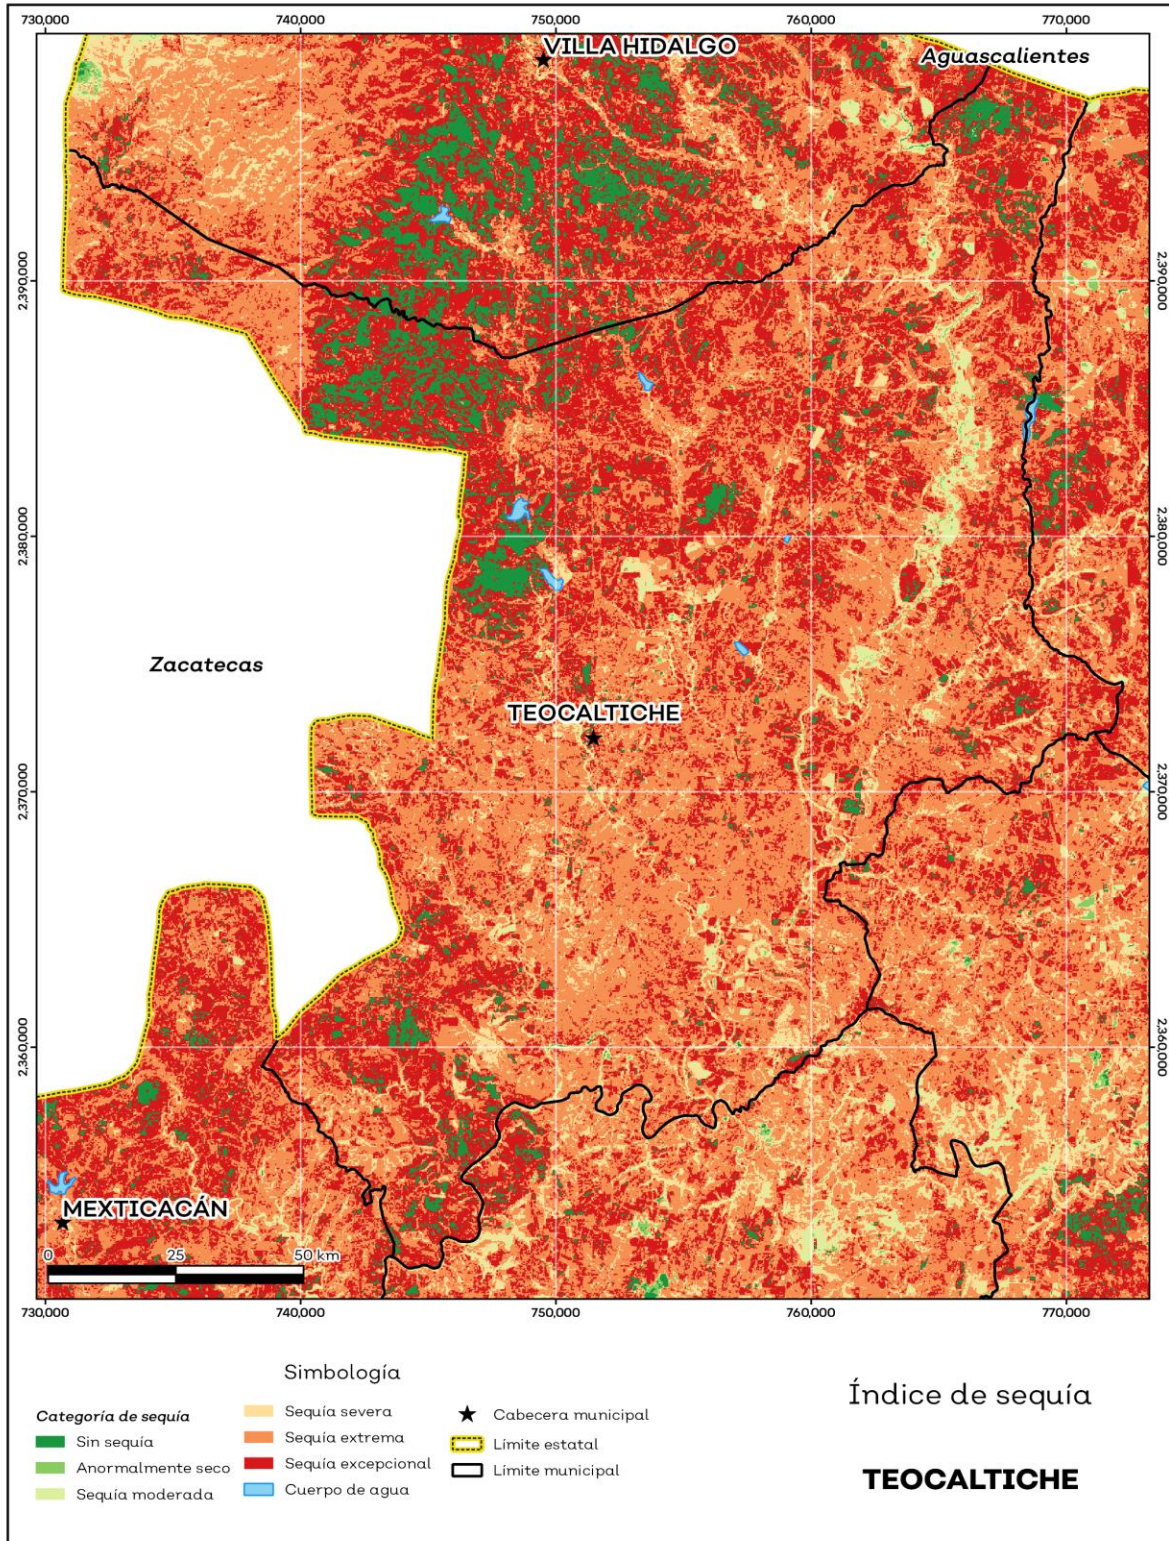 730,000 740,000 750,000 760,000 770,000
VILLA HIDALGO
Aguascalientes
2,390,000 2,390,000
2,380,000 2,380,000
Zacatecas
TEOCALTICHE
2,370,000 2,370,000
2,360,000 2,360,000
MEXTICACÁN
0 25 50 km
730,000 740,000 750,000 760,000 770,000
Simbología
Categoría de sequía
Sin sequía
Anormalmente seco
Sequía moderada
Sequía severa
Sequía extrema
Sequía excepcional
Cuerpo de agua
Cabecera municipal
Límite estatal
Límite municipal
Índice de sequía
TEOCALTICHE